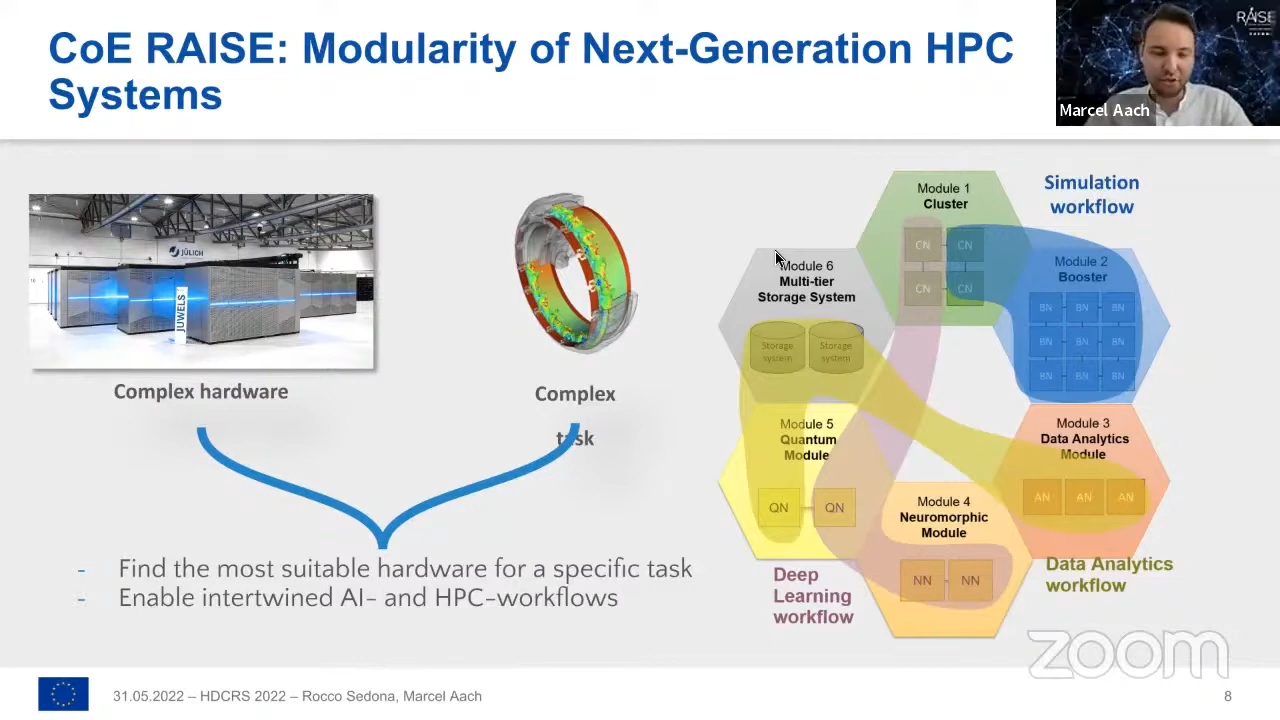 CoE RAISE: Modularity of Next-Generation HPC
Systems
RAISE
Marcel Aach
JÜLICH
JUWELS
Complex hardware
Complex
task
- Find the most suitable hardware for a specific task
- Enable intertwined AI- and HPC-workflows
Module 1
Cluster
CN CN
CN CN
Simulation
workflow
Module 2
Booster
BN BN BN
BN BN BN
BN BN BN
Module 6
Multi-tier
Storage System
Storage Storage
system system
Module 5
Quantum
Module
QN QN
Module 3
Data Analytics
Module
AN AN AN
Module 4
Neuromorphic
Module
NN NN
Deep
Learning
workflow
Data Analytics
workflow
zoom
31.05.2022 – HDCRS 2022 – Rocco Sedona, Marcel Aach
8